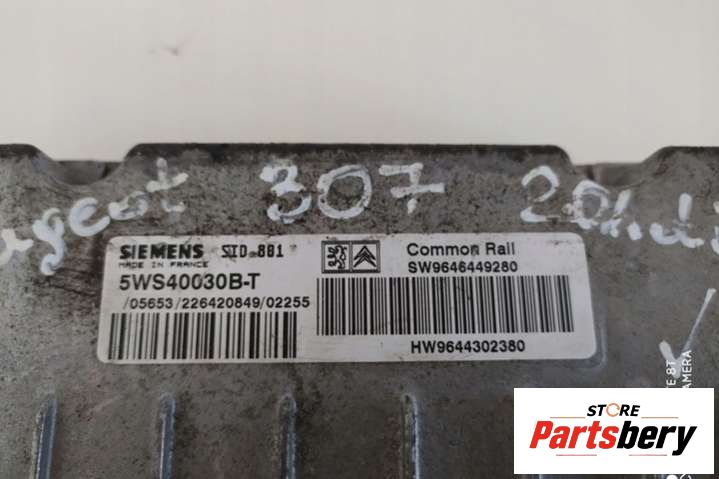 307 2.0hdi
SIEMENS SID 801
MADE IN FRANCE
5WS40030B-T
/05653/226420849/02255
Common Rail
SW9646449280
HW9644302380
STORE
Partsbery